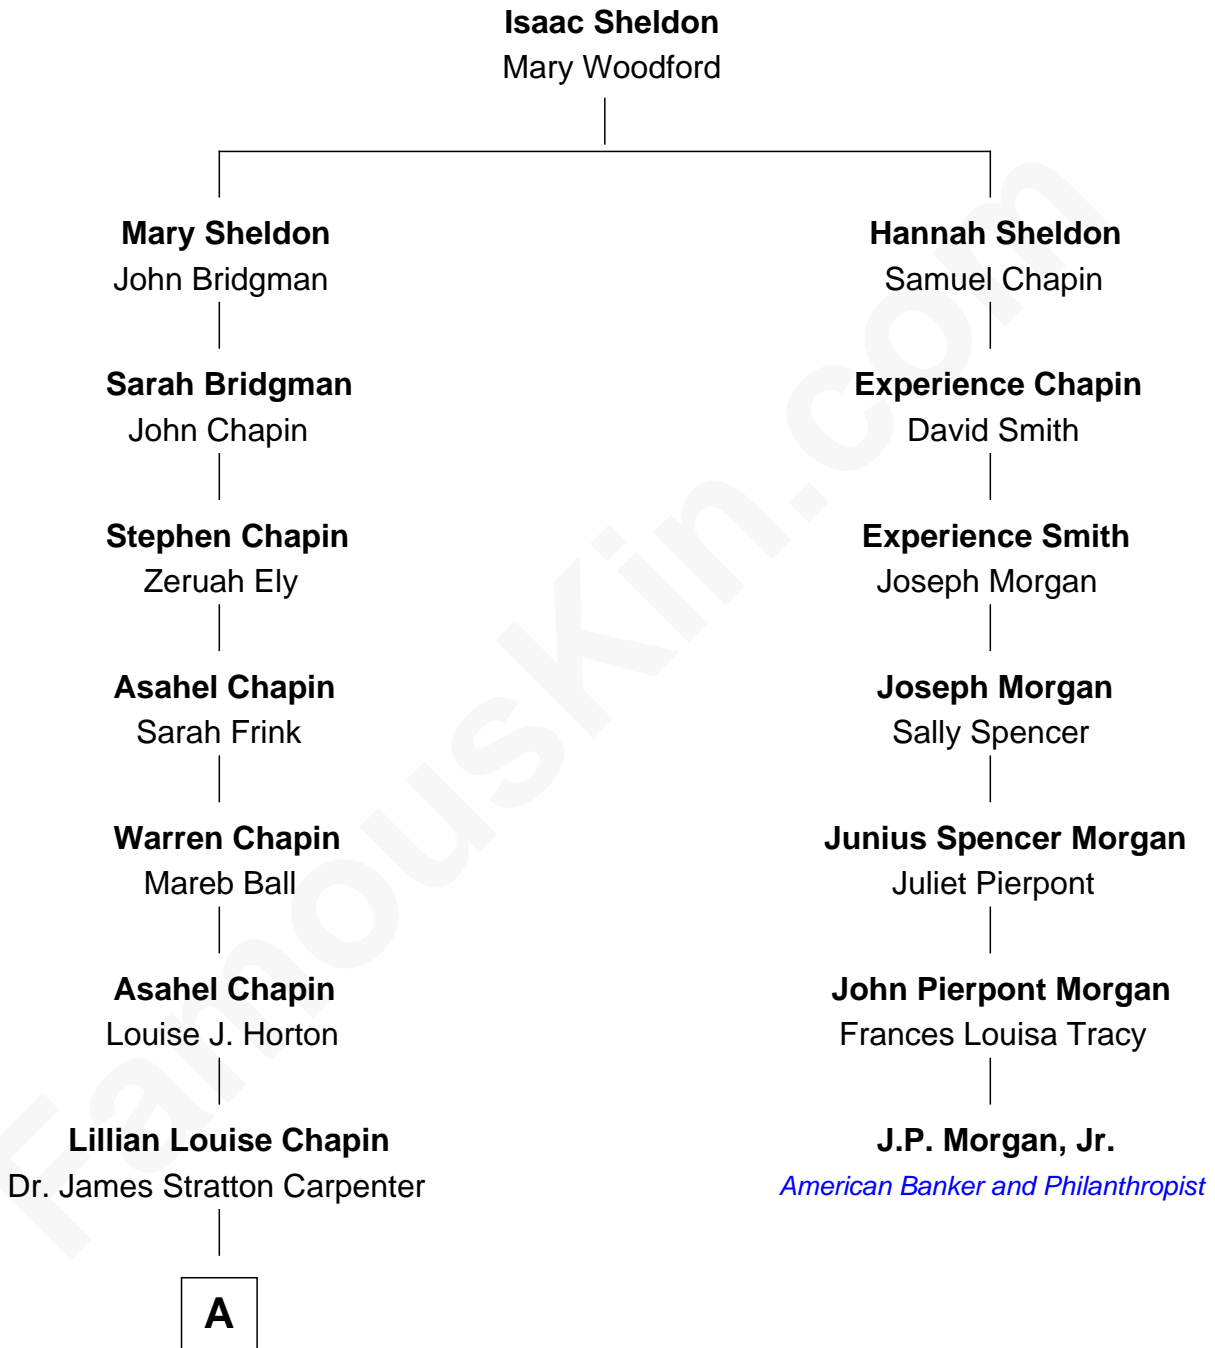 Isaac Sheldon
Mary Woodford
Mary Sheldon
John Bridgman
Hannah Sheldon
Samuel Chapin
Sarah Bridgman
John Chapin
Experience Chapin
David Smith
Stephen Chapin
Zeruah Ely
Experience Smith
Joseph Morgan
Asahel Chapin
Sarah Frink
Joseph Morgan
Sally Spencer
Warren Chapin
Mareb Ball
Junius Spencer Morgan
Juliet Pierpont
Asahel Chapin
Louise J. Horton
John Pierpont Morgan
Frances Louisa Tracy
Lillian Louise Chapin
Dr. James Stratton Carpenter
J.P. Morgan, Jr.
American Banker and Philanthropist
A
FamousKin.com